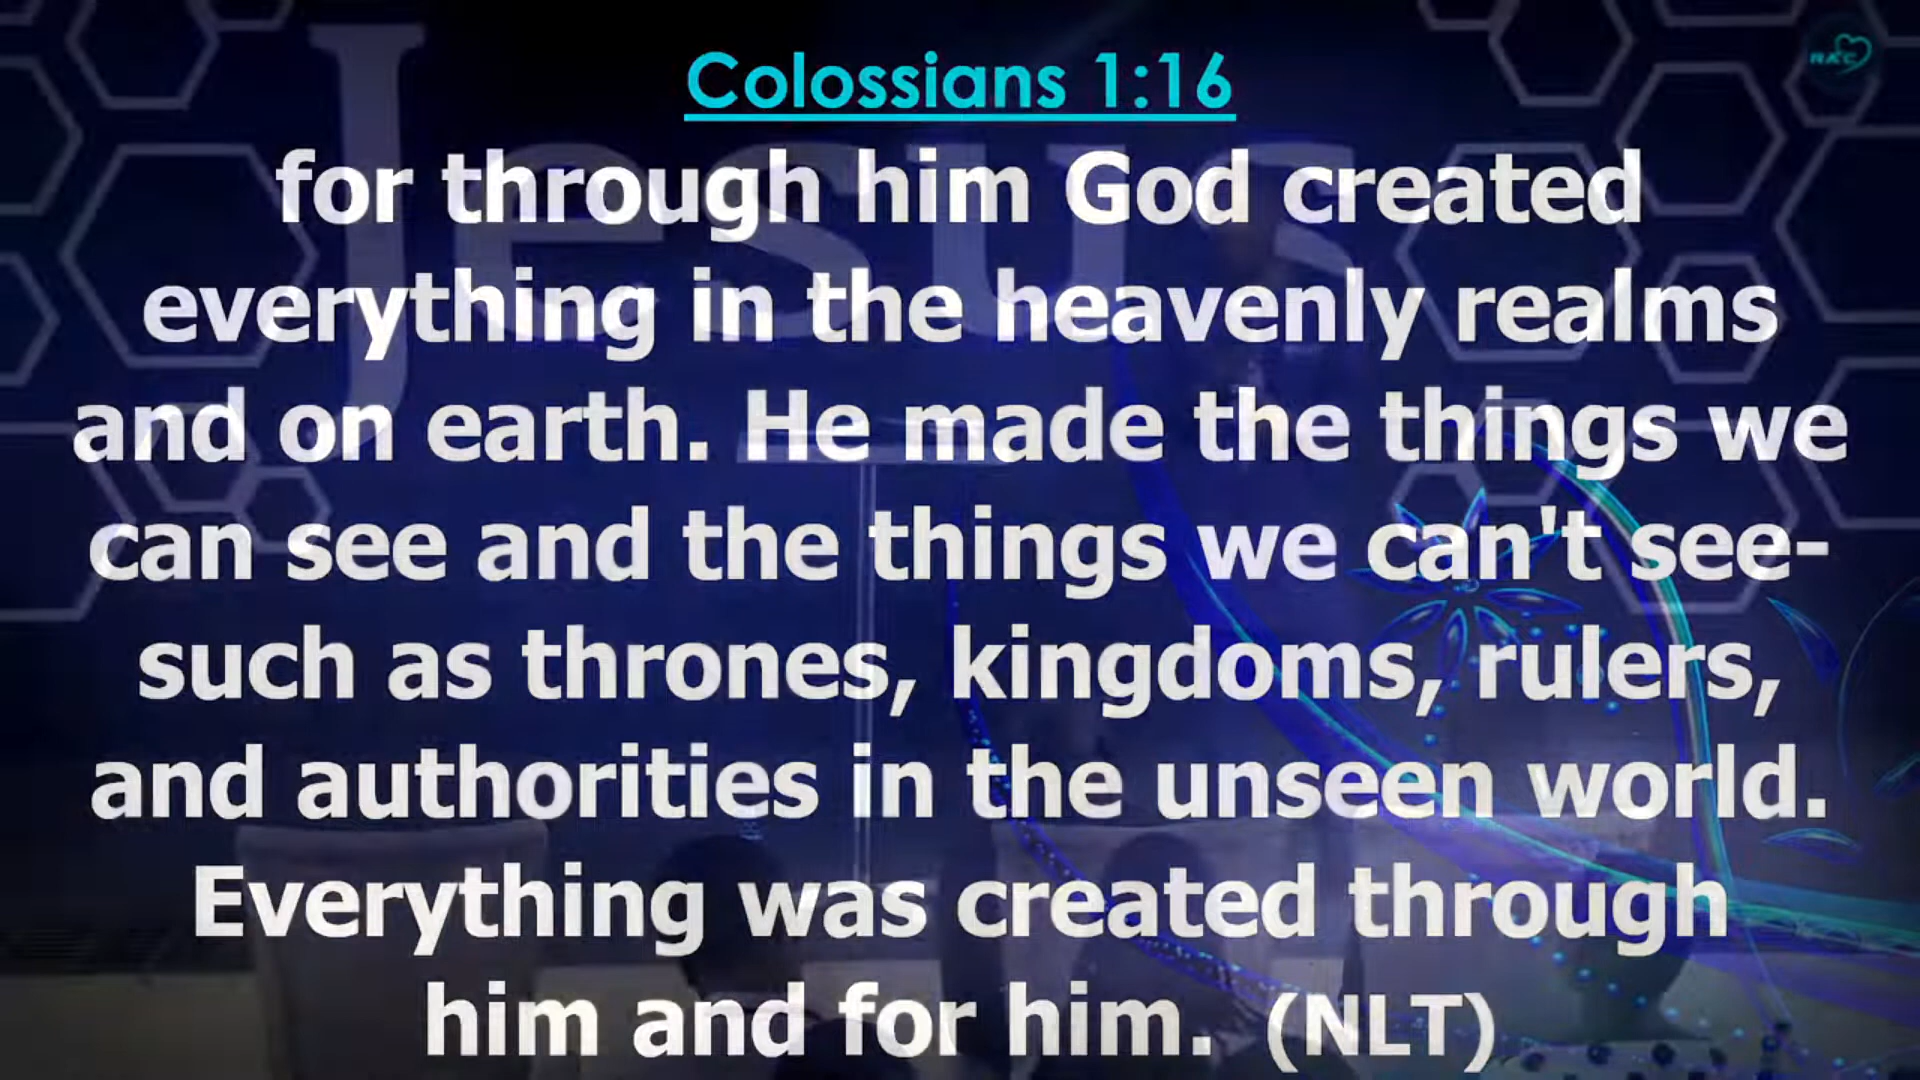 Colossians 1:16
NAC
Jesus
for through him God created
everything in the heavenly realms
and on earth. He made the things we
can see and the things we can't see-
such as thrones, kingdoms, rulers,
and authorities in the unseen world.
Everything was created through
him and for him. (NLT)